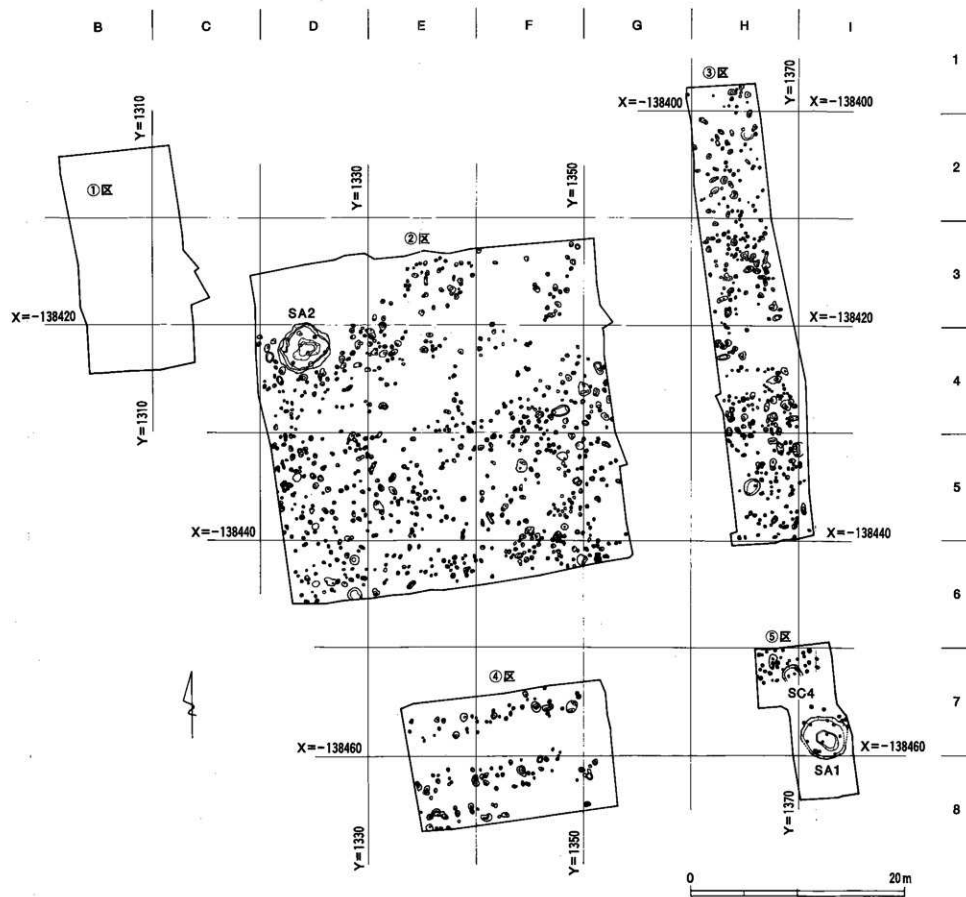 B C D E F G H I
1
Y=1310
Y=1370
③区
X=-138400
X=-138400
①区
Y=1330
Y=1350
2
②区
3
SA2
X=-138420
X=-138420
4
Y=1310
5
X=-138440
X=-138440
6
⑤区
④区
SC4
7
X=-138460
X=-138460
SA1
8
Y=1330
Y=1350
Y=1370
0 20m